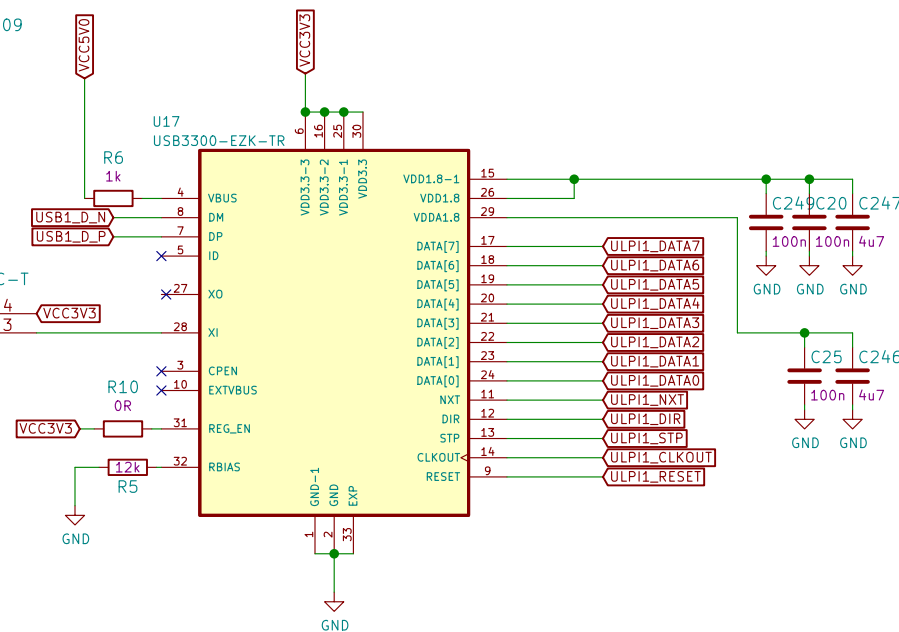 09
VCC5V0
VCC3V3
U17
USB3300-EZK-TR
6
16
25
30
VDD3.3-3
VDD3.3-2
VDD3.3-1
VDD3.3
R6
1k
4
VBUS
USB1_D_N
8
DM
USB1_D_P
7
DP
5
ID
27
XO
C-T
4
VCC3V3
3
28
XI
3
CPEN
10
EXTVBUS
R10
0R
VCC3V3
31
REG_EN
12k
R5
32
RBIAS
GND
VDD1.8-1
15
VDD1.8
26
VDDA1.8
29
DATA[7]
17
ULPI1_DATA7
DATA[6]
18
ULPI1_DATA6
DATA[5]
19
ULPI1_DATA5
DATA[4]
20
ULPI1_DATA4
DATA[3]
21
ULPI1_DATA3
DATA[2]
22
ULPI1_DATA2
DATA[1]
23
ULPI1_DATA1
DATA[0]
24
ULPI1_DATA0
NXT
11
ULPI1_NXT
DIR
12
ULPI1_DIR
STP
13
ULPI1_STP
CLKOUT
14
ULPI1_CLKOUT
RESET
9
ULPI1_RESET
GND-1
GND
EXP
1
2
33
GND
C249
100n
GND
C20
100n
GND
C247
4u7
GND
C25
100n
GND
C246
4u7
GND